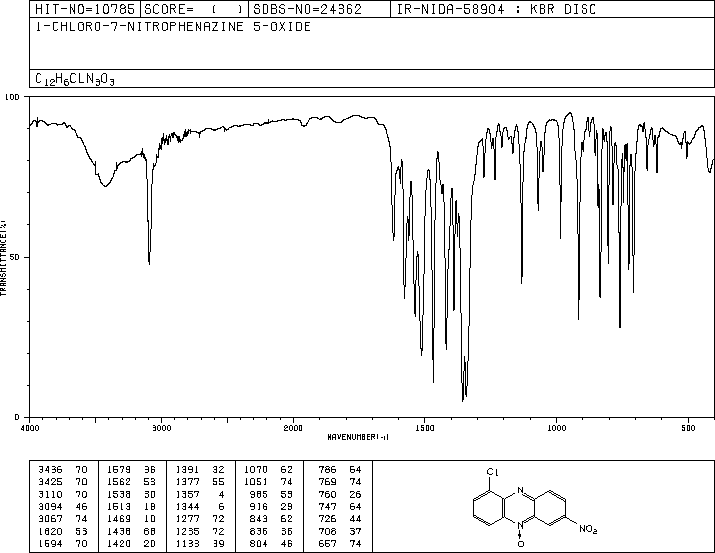 HIT-NO=10785 SCORE= ( ) SDBS-NO=24362 IR-NIDA-58904 : KBR DISC
1-CHLORO-7-NITROPHENAZINE 5-OXIDE
C12H6CLN3O3
100
TRANSMITTANCE(%)
50
0
4000 3000 2000 1500 1000 500
WAVENUMBER(-1)
3436 70 1579 36 1391 32 1070 62 786 64
3425 70 1562 53 1377 55 1051 74 769 74
3110 70 1538 30 1357 4 985 59 760 26
3094 46 1513 18 1344 6 916 29 747 64
3067 74 1469 10 1277 72 843 62 726 44
1620 53 1438 68 1235 72 836 36 708 37
1594 70 1420 20 1133 39 804 46 657 74
Cl
N
N
NO2
O